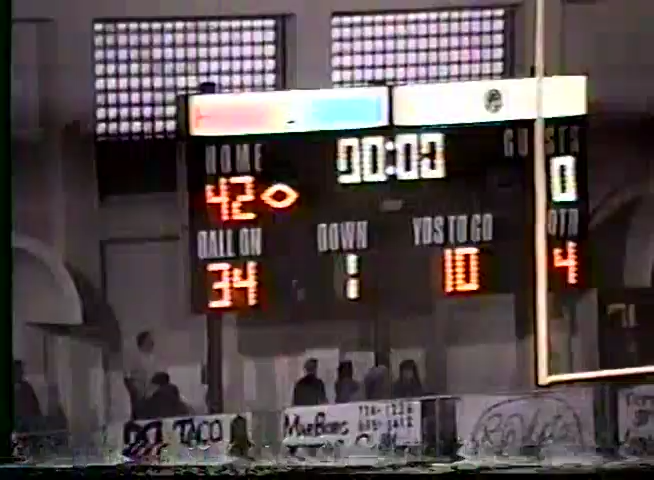 HOME 00:00 GUESTS
42 0
BALL ON DOWN YDS TO GO QTR
34 1 10 4
TACO